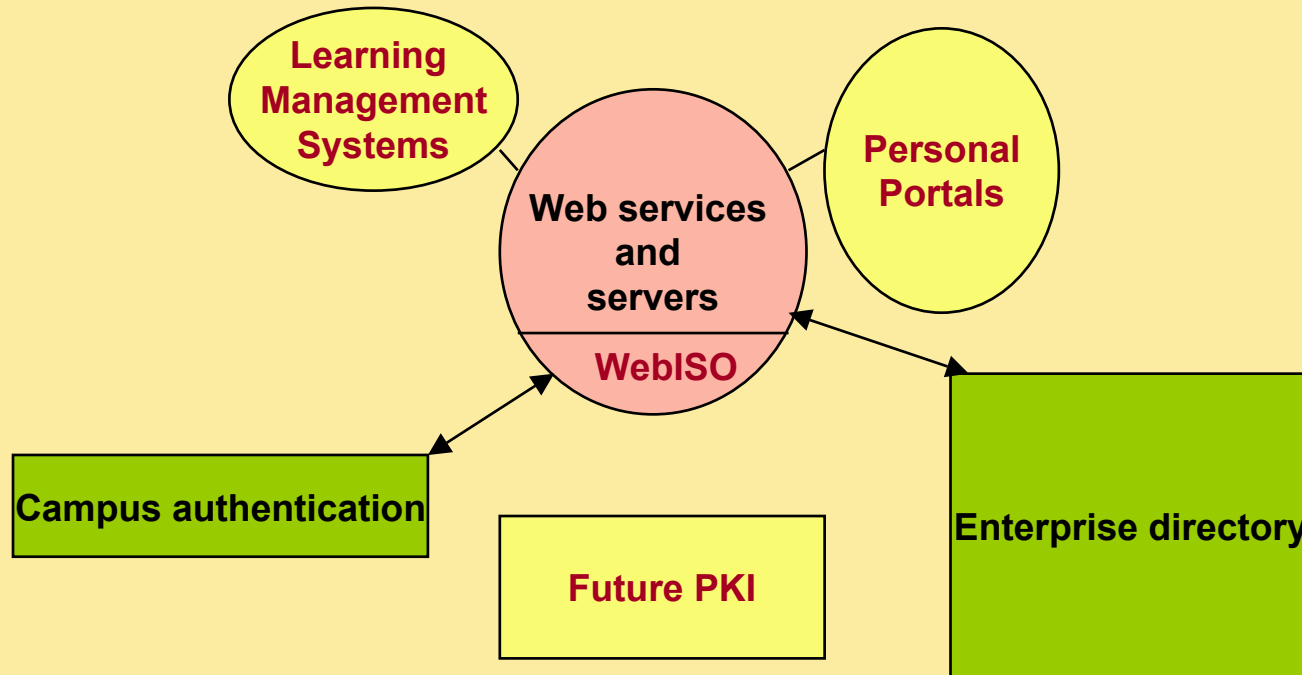 Learning
Management
Systems
Personal
Portals
Web services
and
servers
WebISO
Campus authentication
Enterprise directory
Future PKI